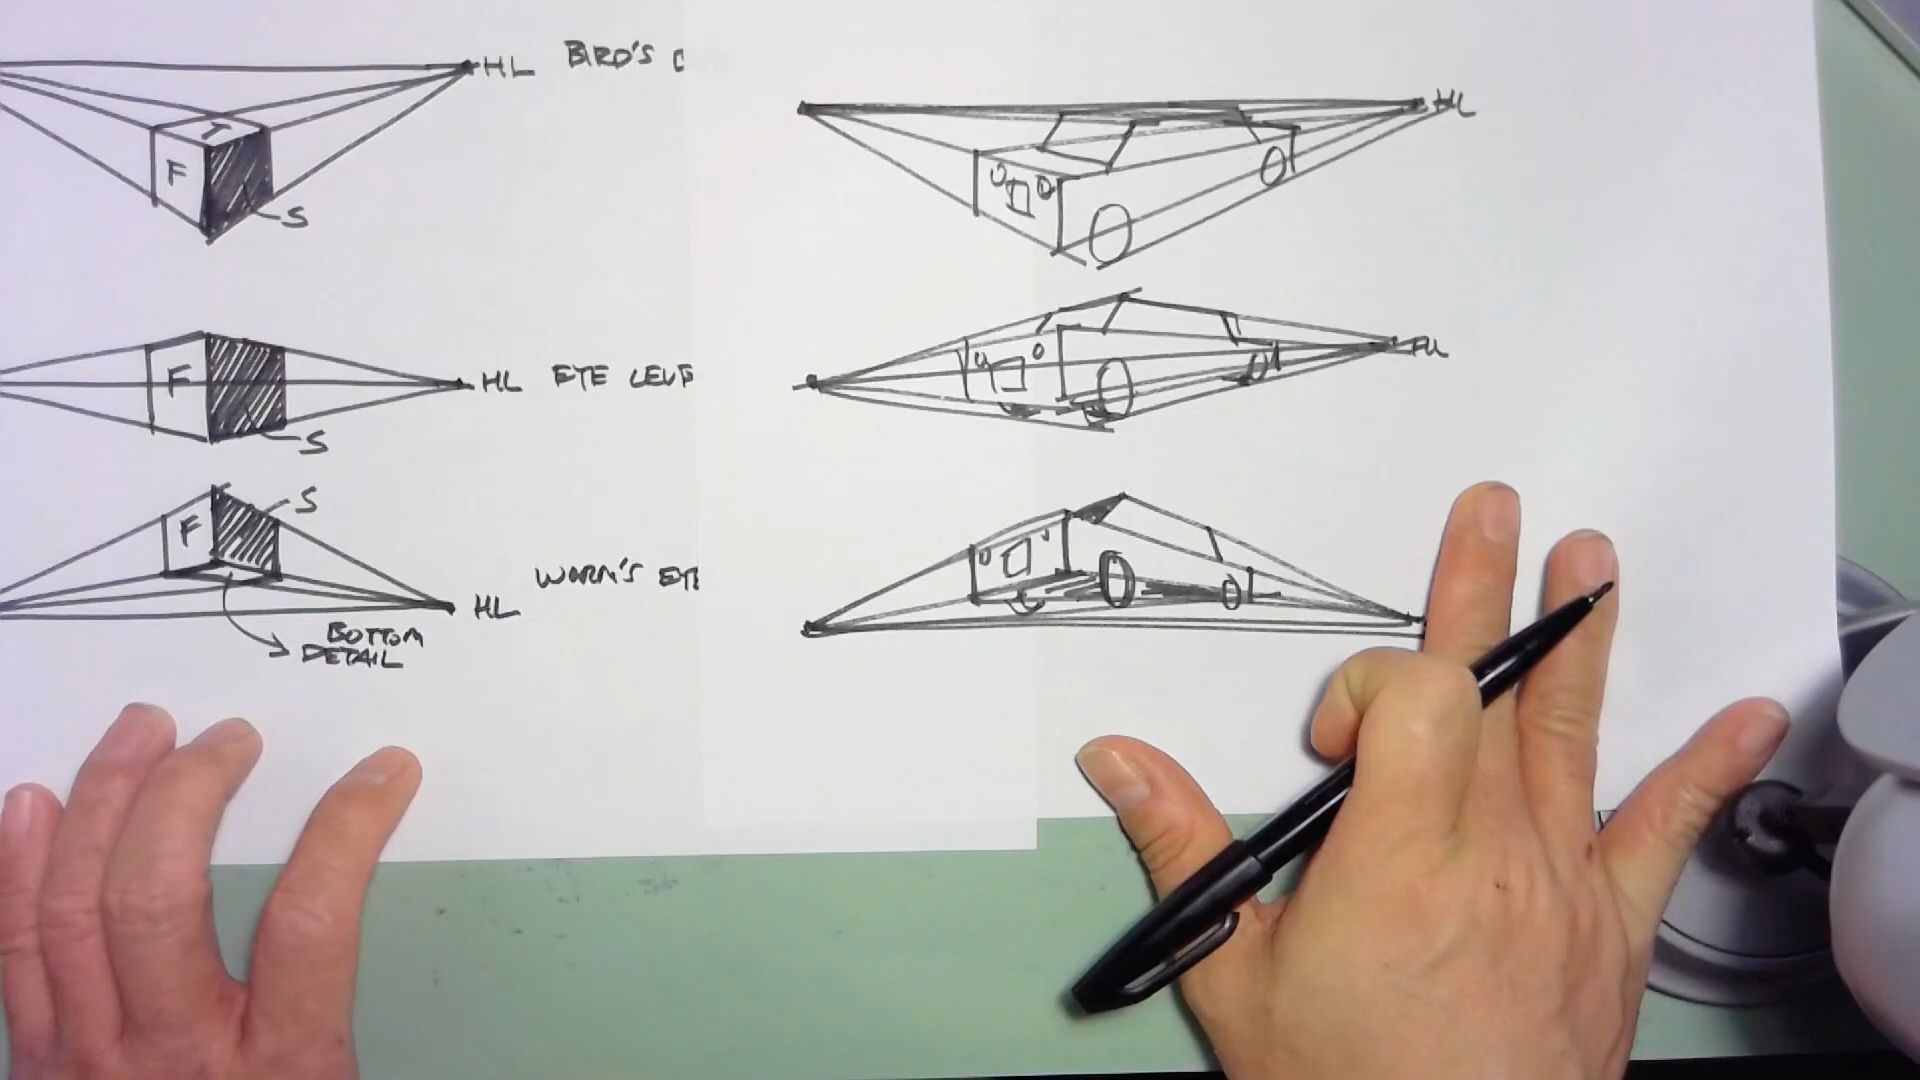 HL BIRD'S
T
F
S
HL
F
HL EYE LEVE
S
HL
S
F
HL WORM'S EYE
BOTTOM
DETAIL